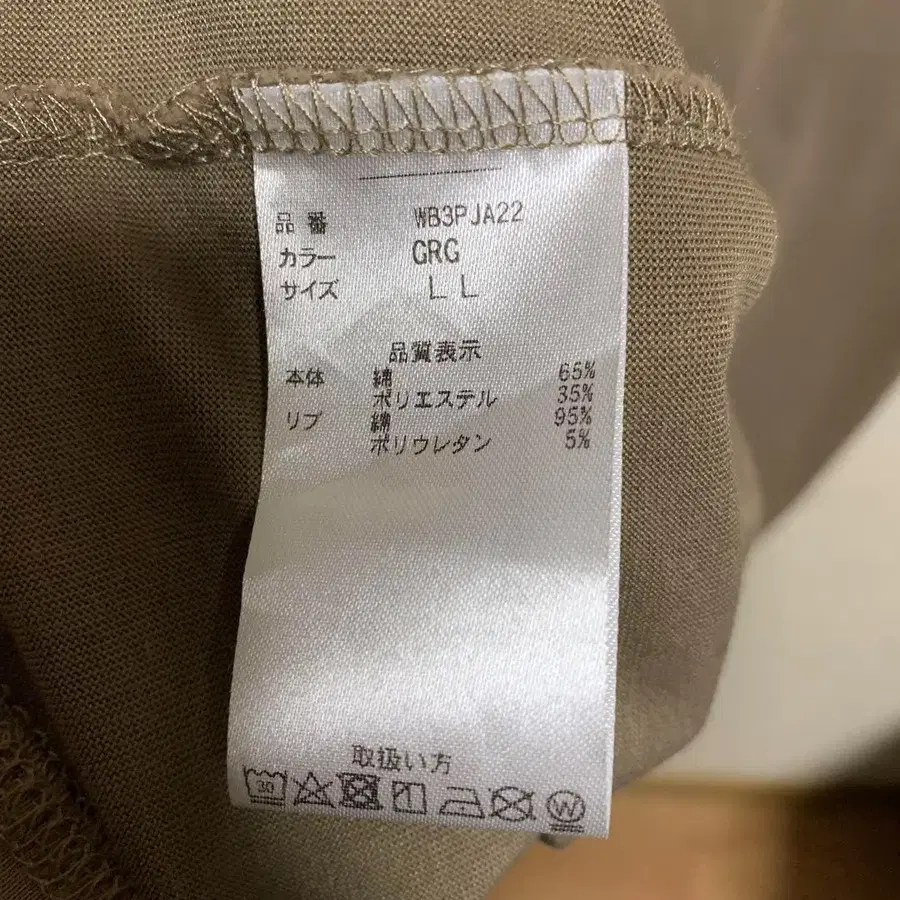 品番 WB3PJA22
カラー GRG
サイズ LL
品質表示
本体 綿 65%
ポリエステル 35%
リブ 綿 95%
ポリウレタン 5%
取扱い方
30 W